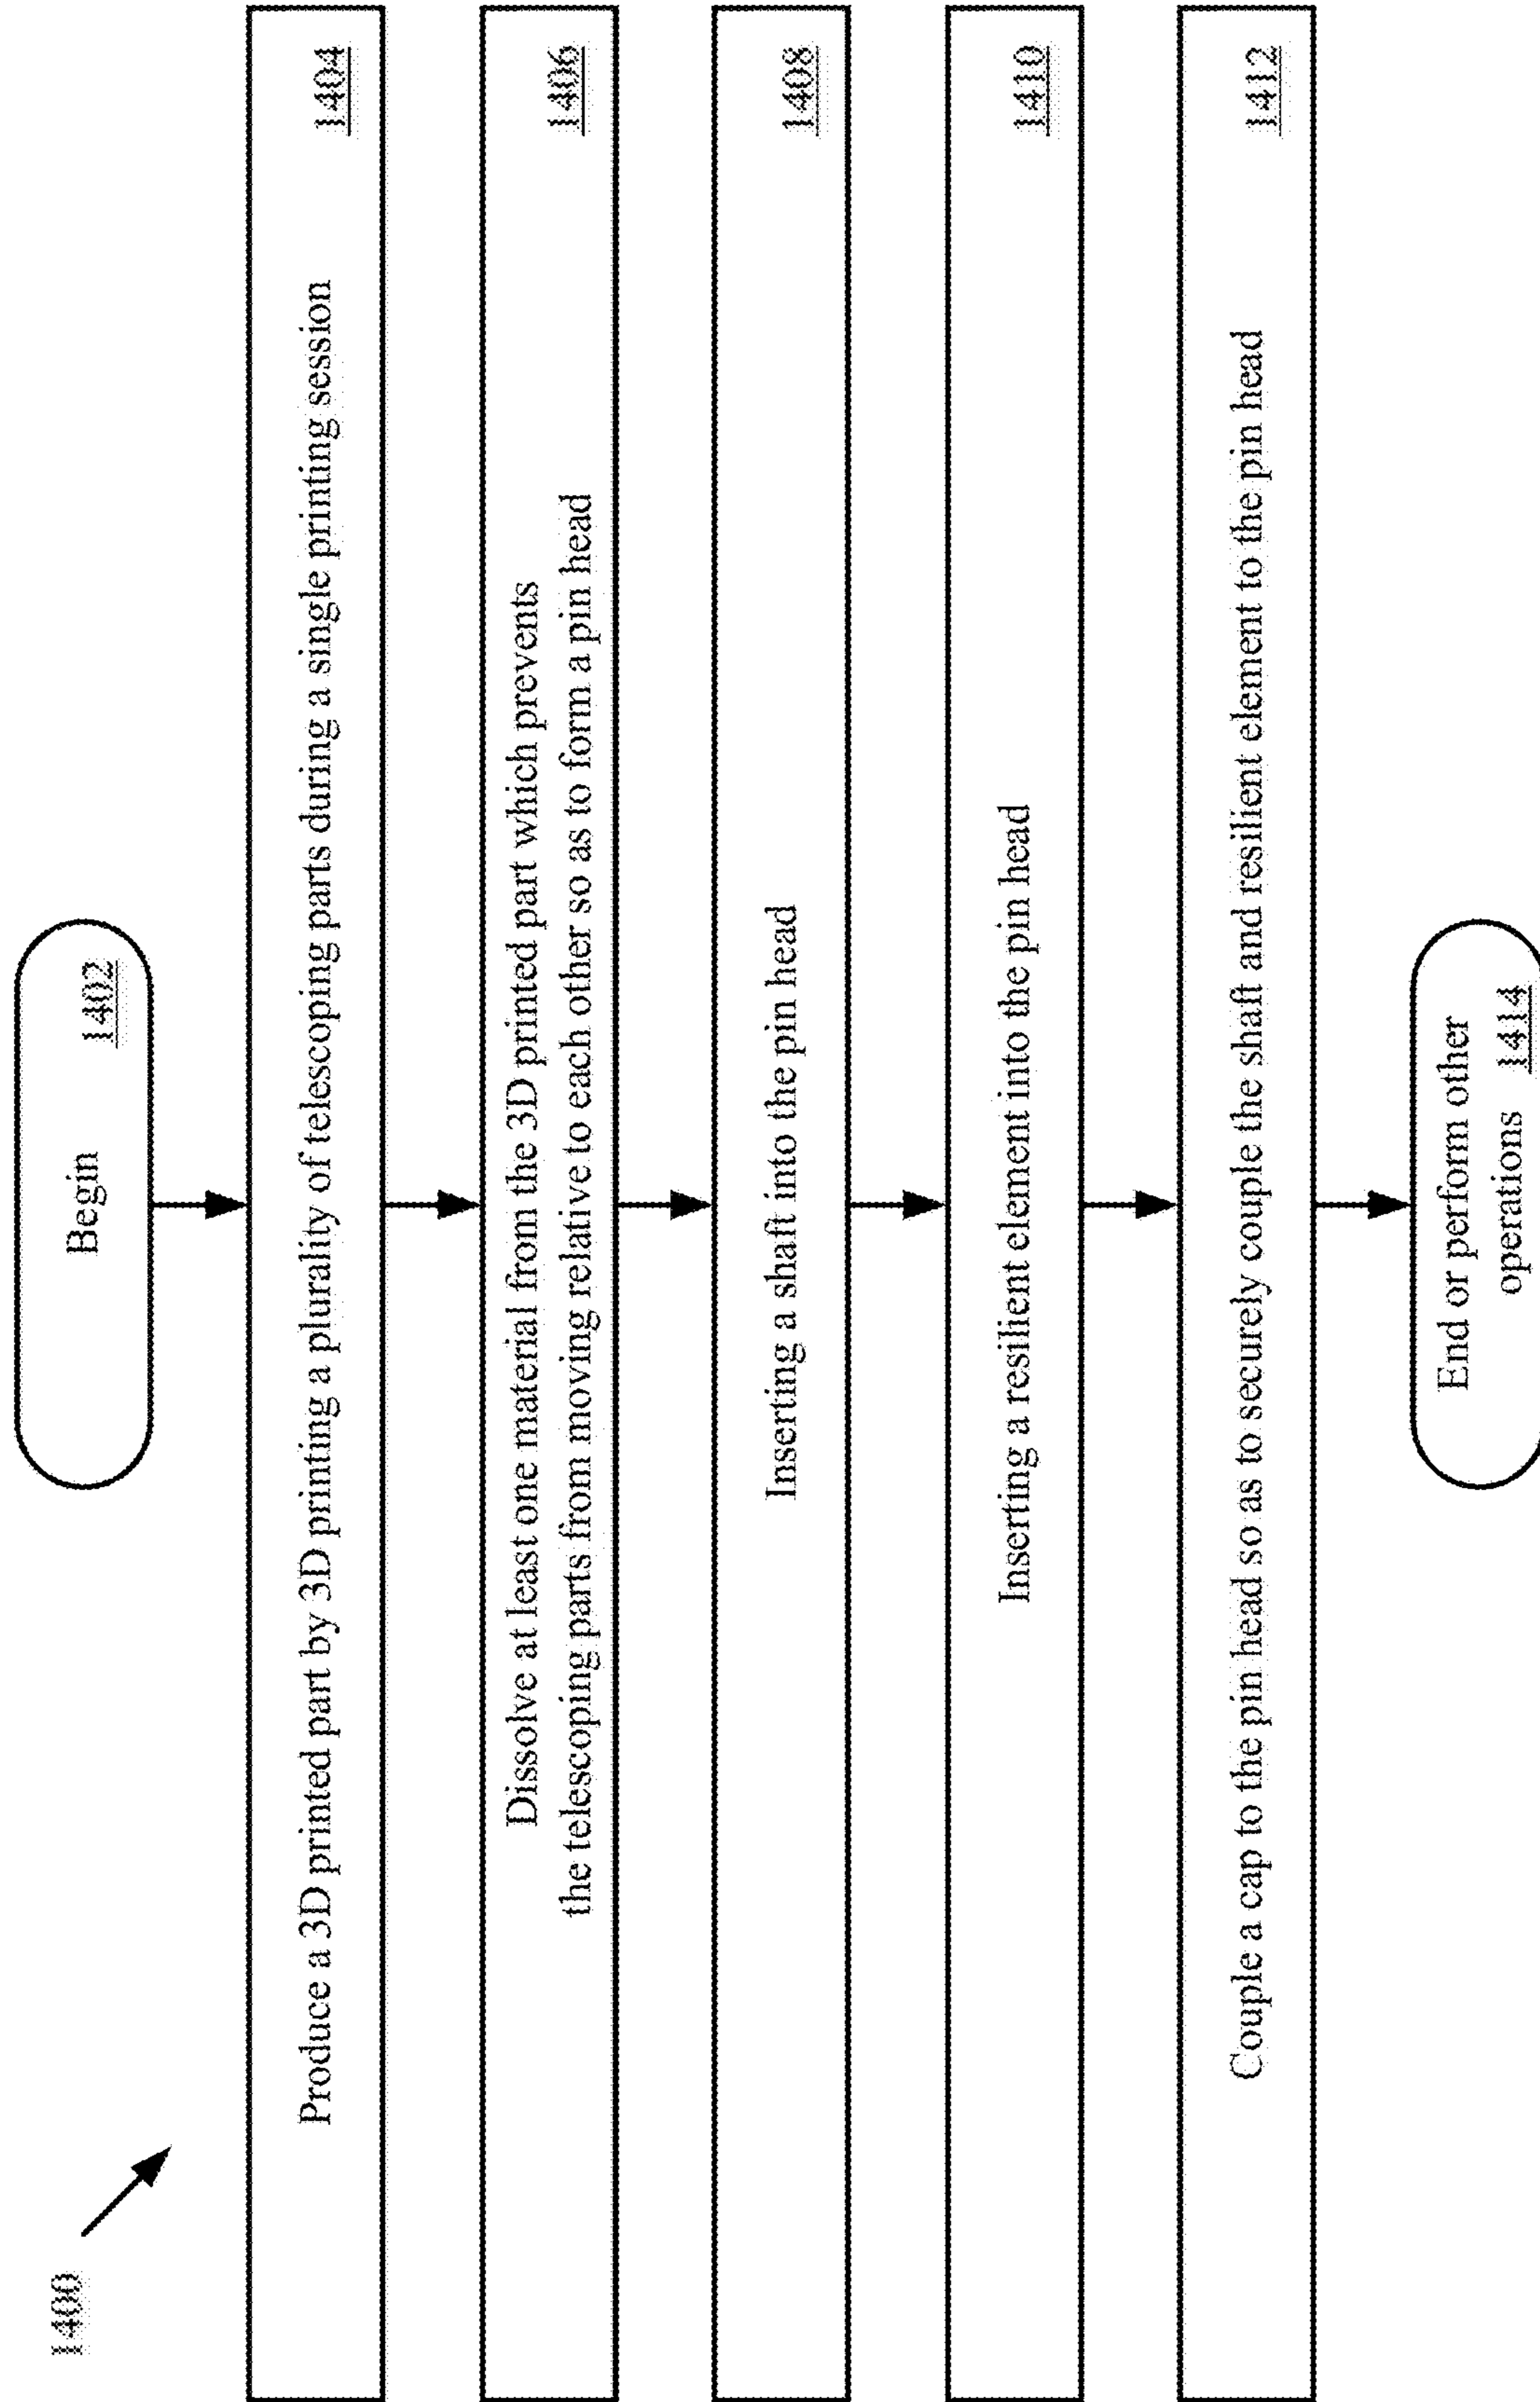 1400
Begin
1402
Produce a 3D printed part by 3D printing a plurality of telescoping parts during a single printing session
1404
Dissolve at least one material from the 3D printed part which prevents
the telescoping parts from moving relative to each other so as to form a pin head
1406
Inserting a shaft into the pin head
1408
Inserting a resilient element into the pin head
1410
Couple a cap to the pin head so as to securely couple the shaft and resilient element to the pin head
1412
End or perform other
operations 1414